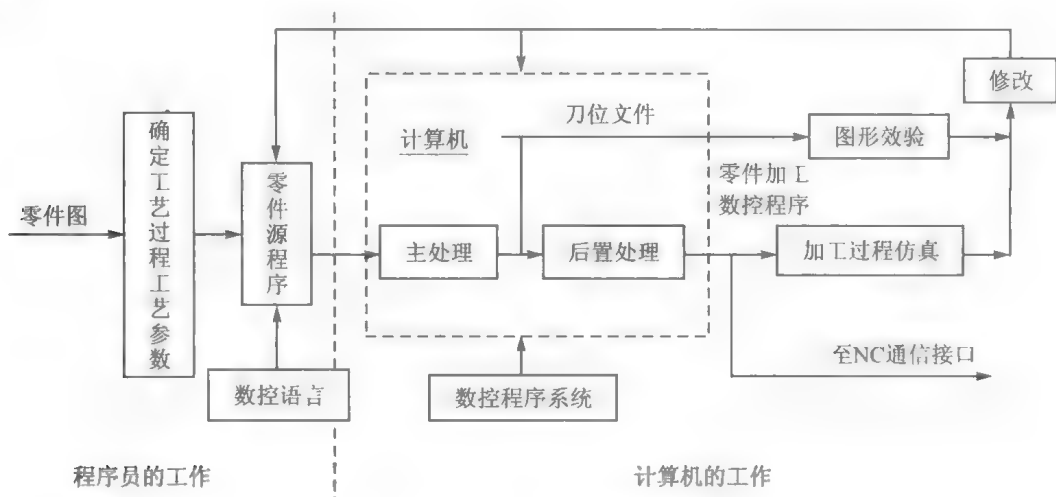 修改
刀位文件
计算机
图形效验
零件图
确定工艺过程工艺参数
零件源程序
零件加工
数控程序
主处理
后置处理
加工过程仿真
至NC通信接口
数控语言
数控程序系统
程序员的工作
计算机的工作